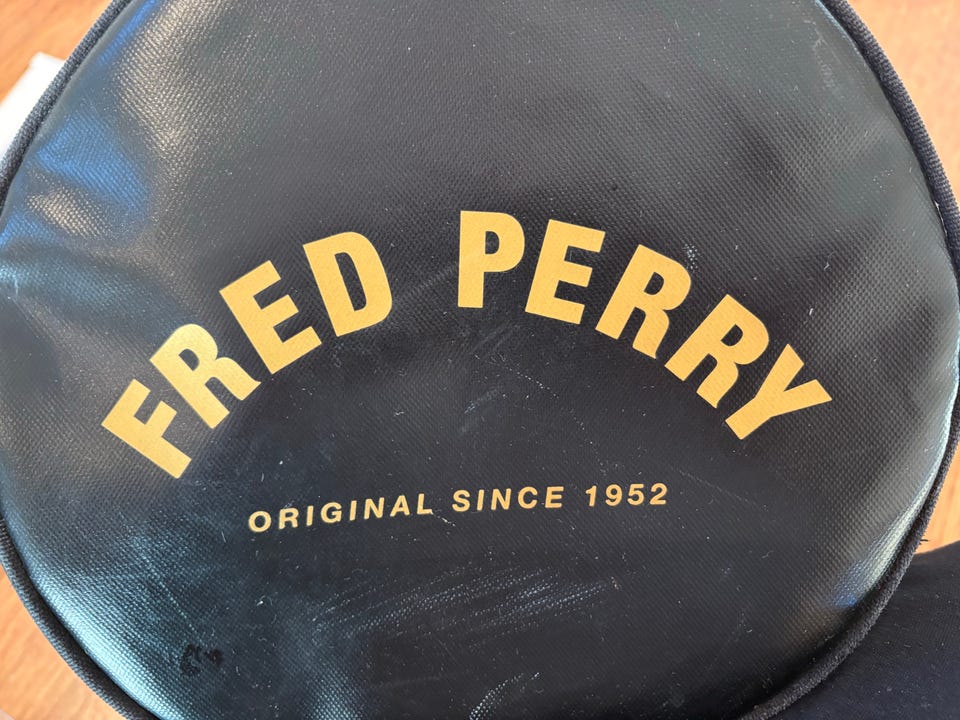 FRED PERRY
ORIGINAL SINCE 1952